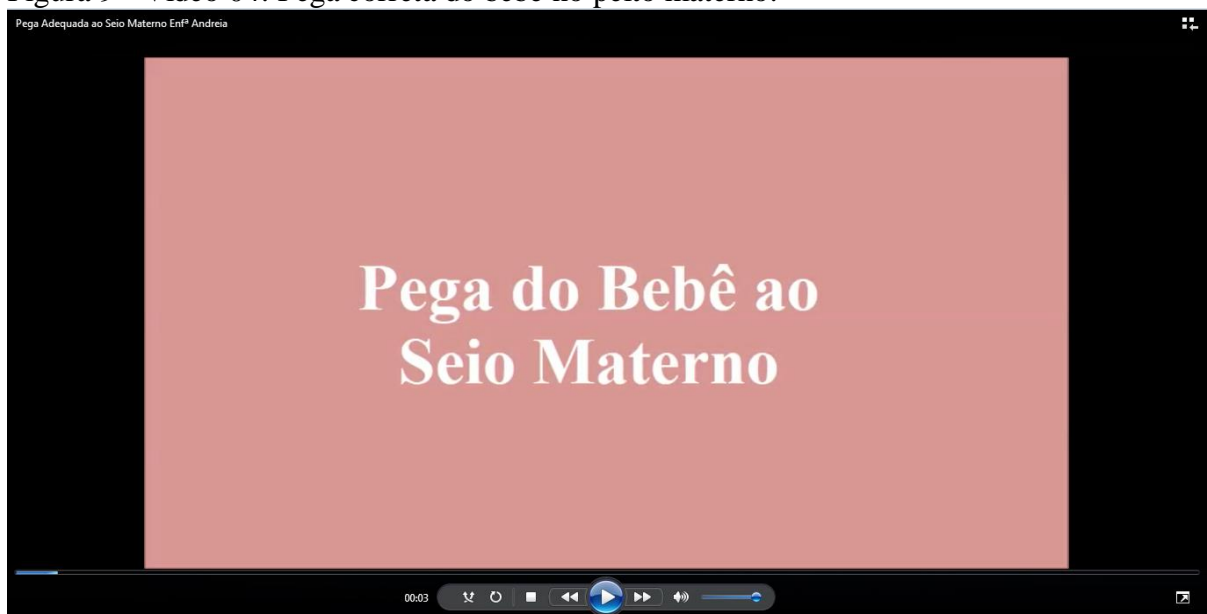 Pega Adequada ao Seio Materno Enfª Andreia
Pega do Bebê ao
Seio Materno
00:03